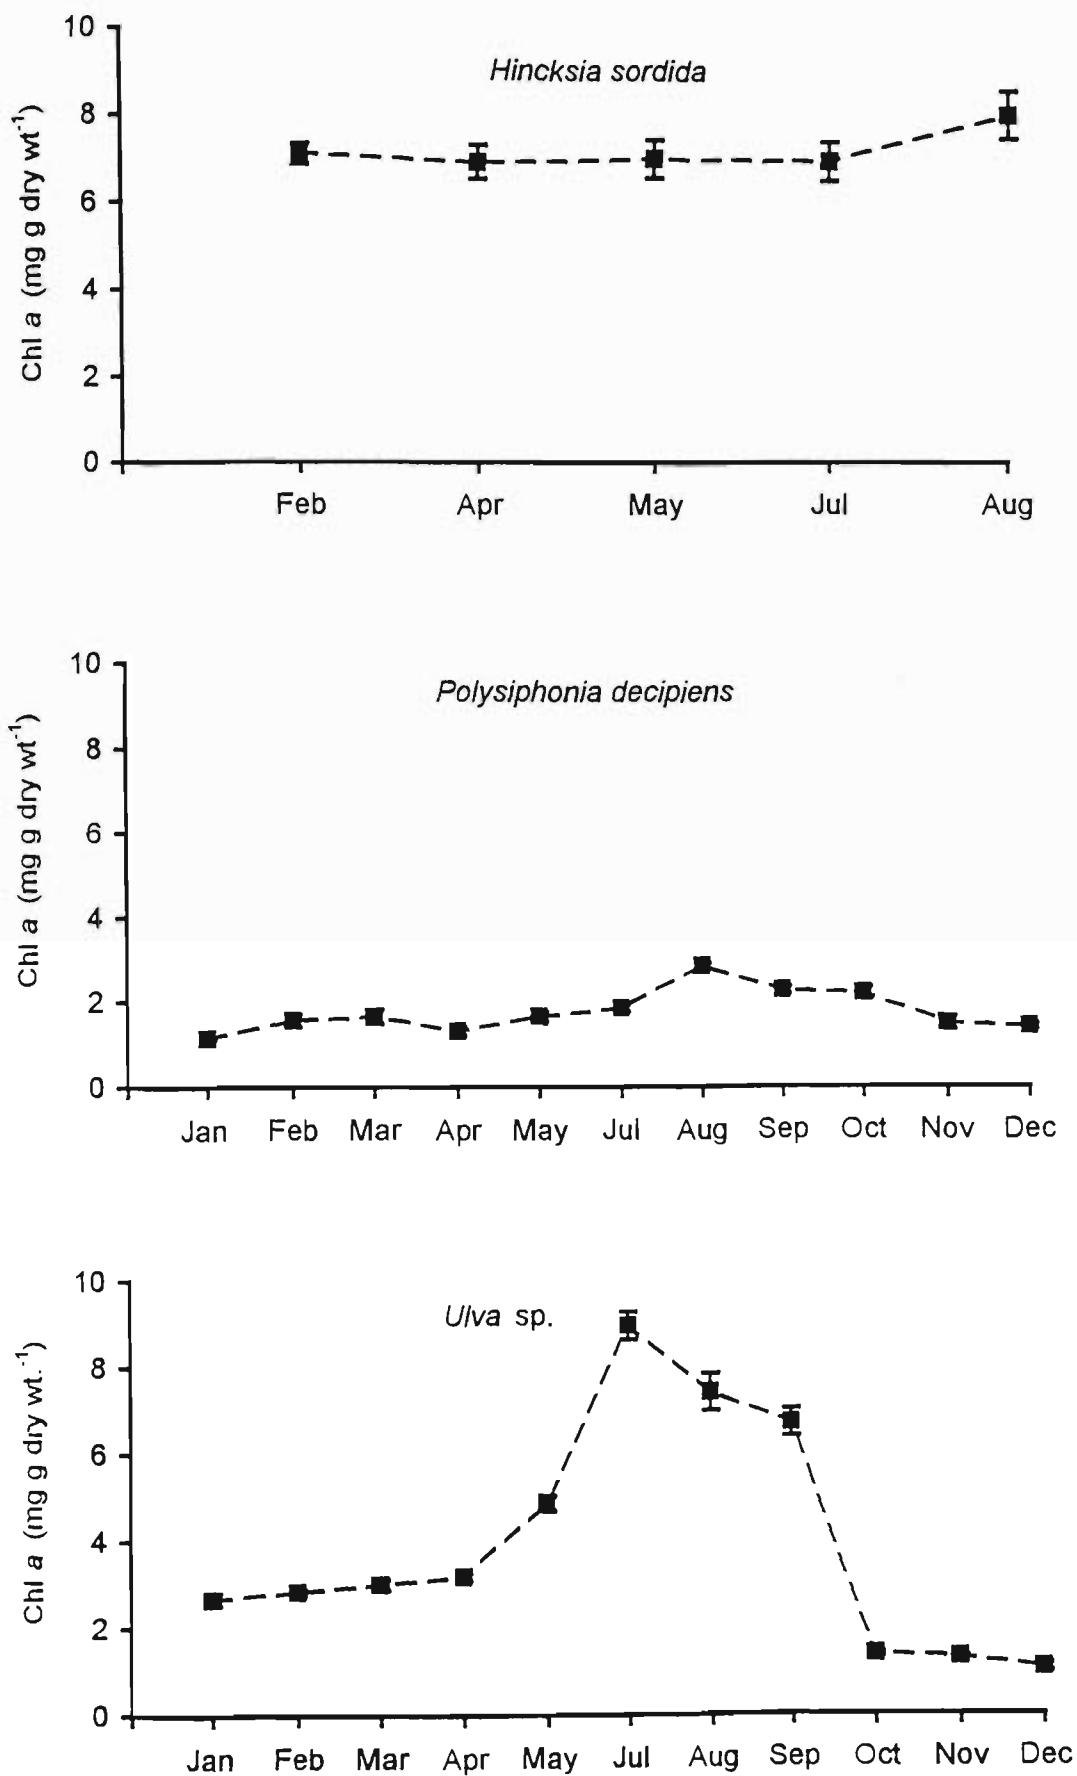 Hincksia sordida
Chl a (mg g dry wt⁻¹)
10
8
6
4
2
0
Feb Apr May Jul Aug
Polysiphonia decipiens
Chl a (mg g dry wt⁻¹)
10
8
6
4
2
0
Jan Feb Mar Apr May Jul Aug Sep Oct Nov Dec
Ulva sp.
Chl a (mg g dry wt.⁻¹)
10
8
6
4
2
0
Jan Feb Mar Apr May Jul Aug Sep Oct Nov Dec